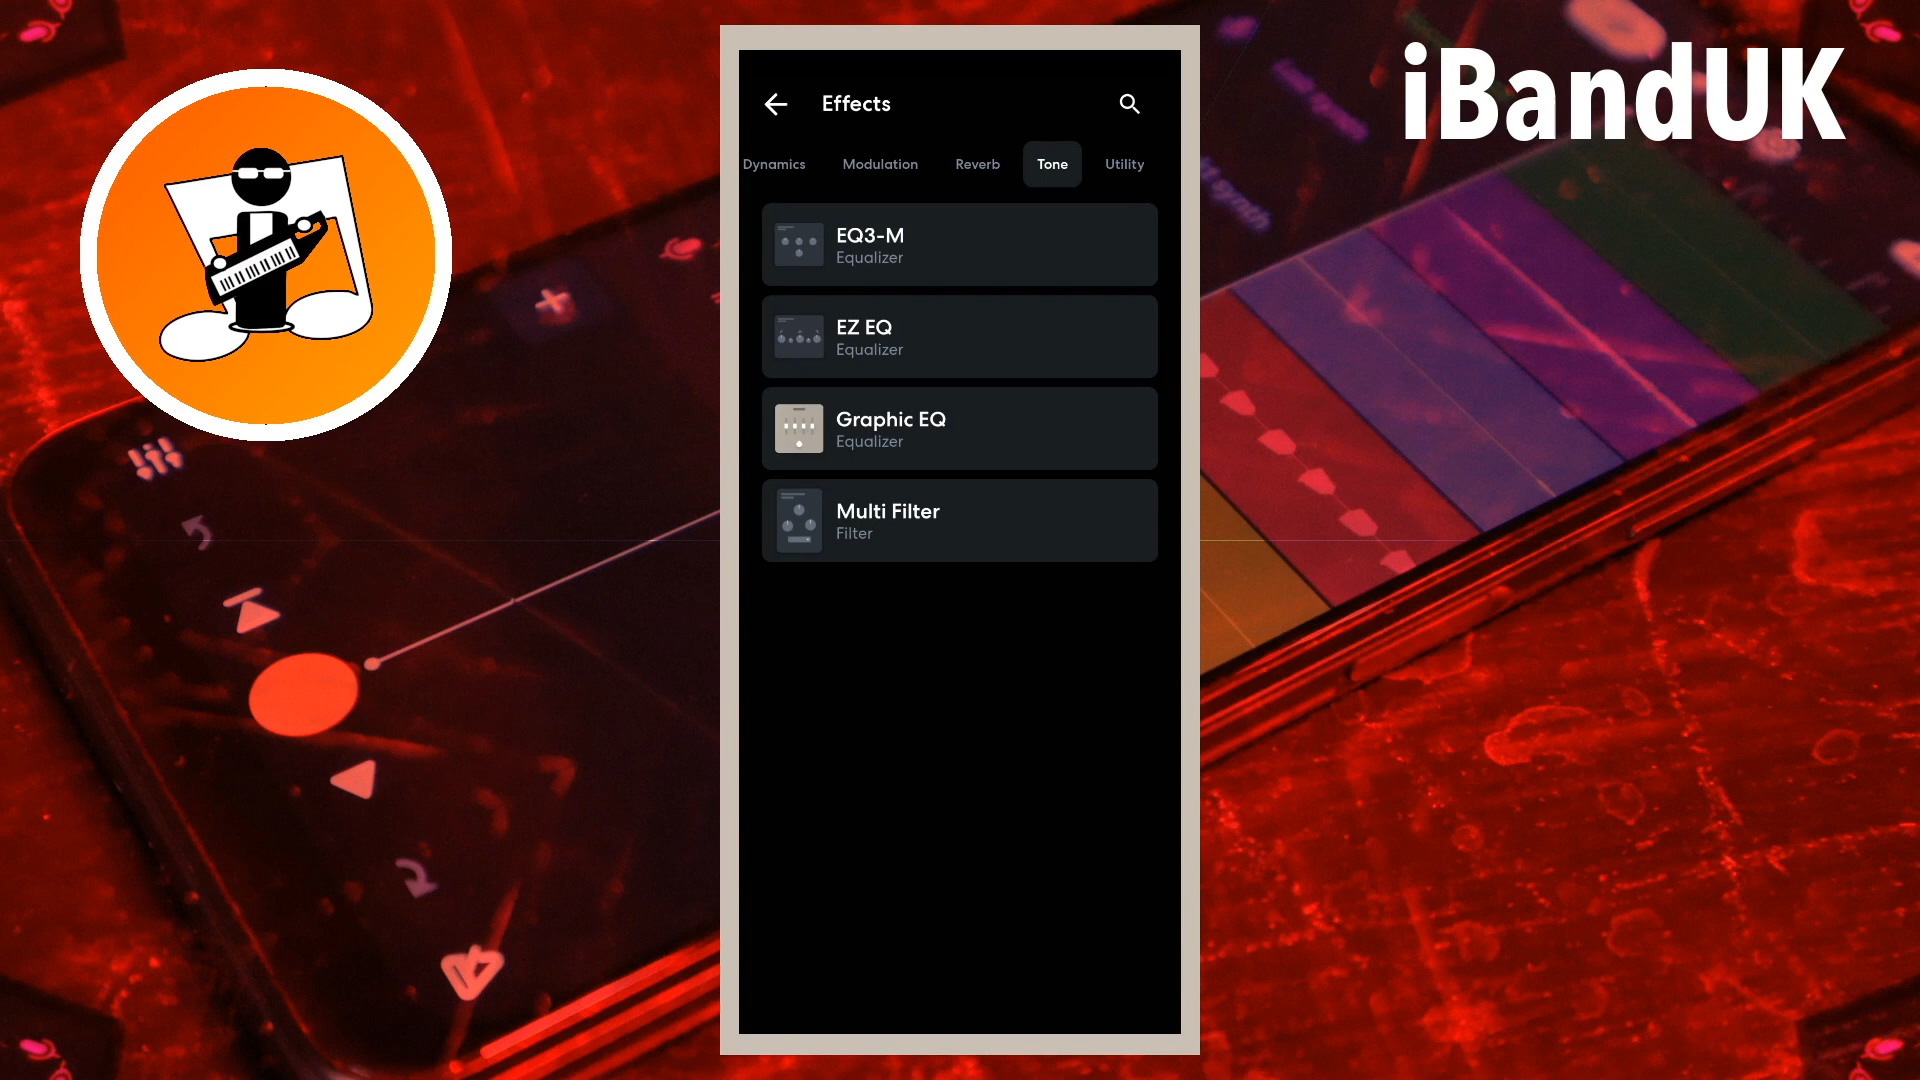 iBandUK
Effects
Dynamics Modulation Reverb Tone Utility
EQ3-M
Equalizer
EZ EQ
Equalizer
Graphic EQ
Equalizer
Multi Filter
Filter